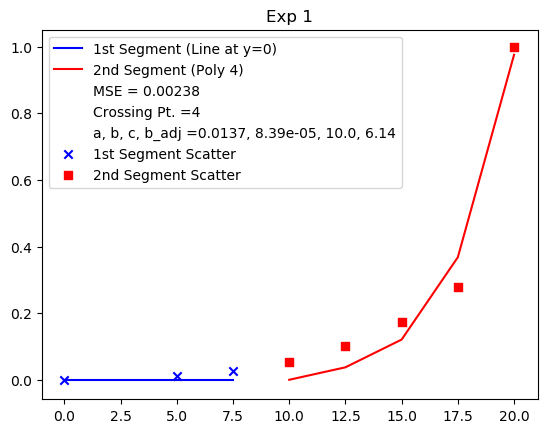 Exp 1
1st Segment (Line at y=0)
2nd Segment (Poly 4)
MSE = 0.00238
Crossing Pt. =4
a, b, c, b_adj =0.0137, 8.39e-05, 10.0, 6.14
1st Segment Scatter
2nd Segment Scatter
1.0
0.8
0.6
0.4
0.2
0.0
0.0 2.5 5.0 7.5 10.0 12.5 15.0 17.5 20.0